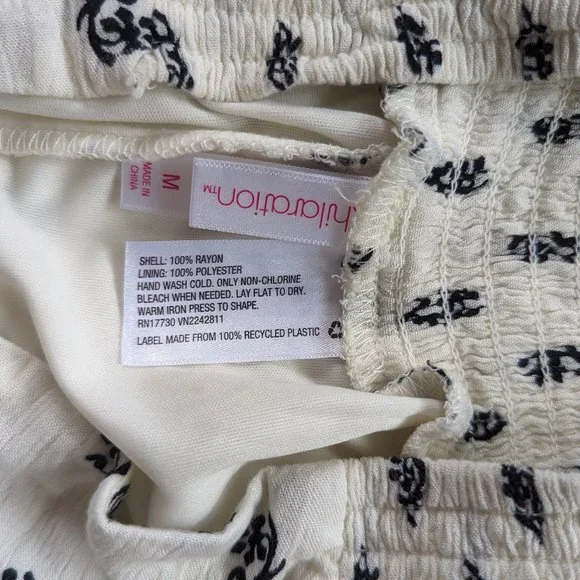 MADE IN
CHINA
M
xhilaration™
SHELL: 100% RAYON
LINING: 100% POLYESTER
HAND WASH COLD. ONLY NON-CHLORINE
BLEACH WHEN NEEDED. LAY FLAT TO DRY.
WARM IRON PRESS TO SHAPE.
RN17730 VN2242811
LABEL MADE FROM 100% RECYCLED PLASTIC